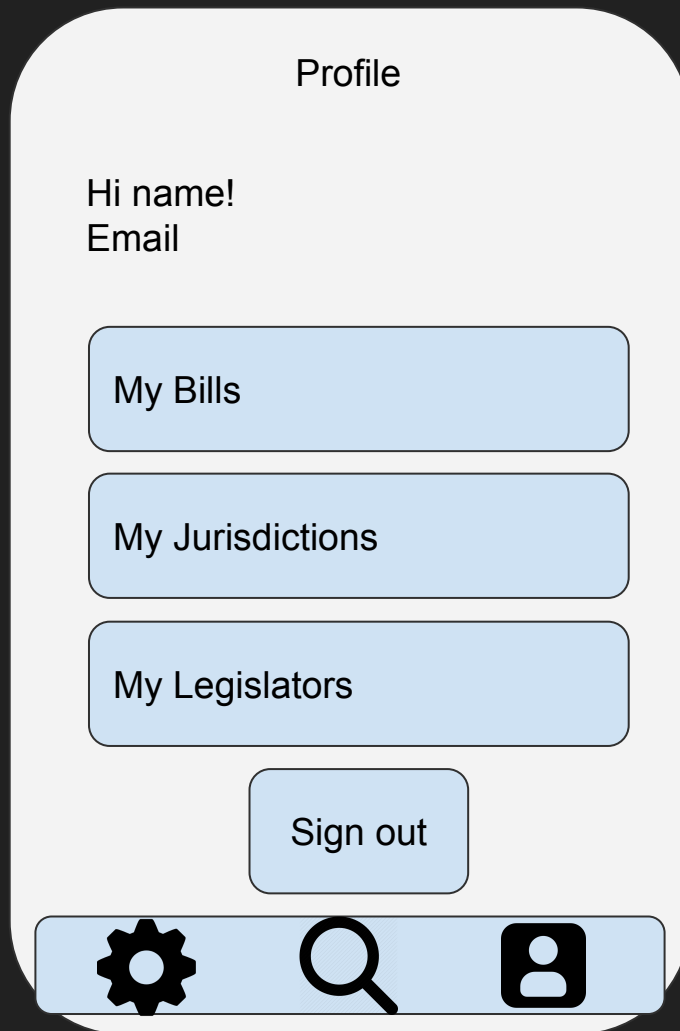 Profile
Hi name!
Email
My Bills
My Jurisdictions
My Legislators
Sign out